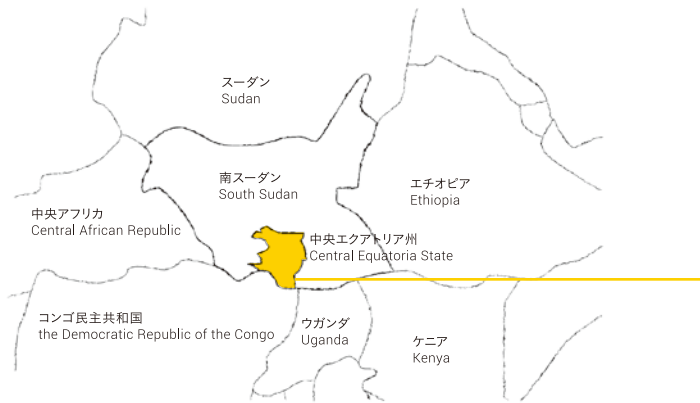 スーダン
Sudan
南スーダン
South Sudan
エチオピア
Ethiopia
中央アフリカ
Central African Republic
中央エクアトリア州
Central Equatoria State
コンゴ民主共和国
the Democratic Republic of the Congo
ウガンダ
Uganda
ケニア
Kenya